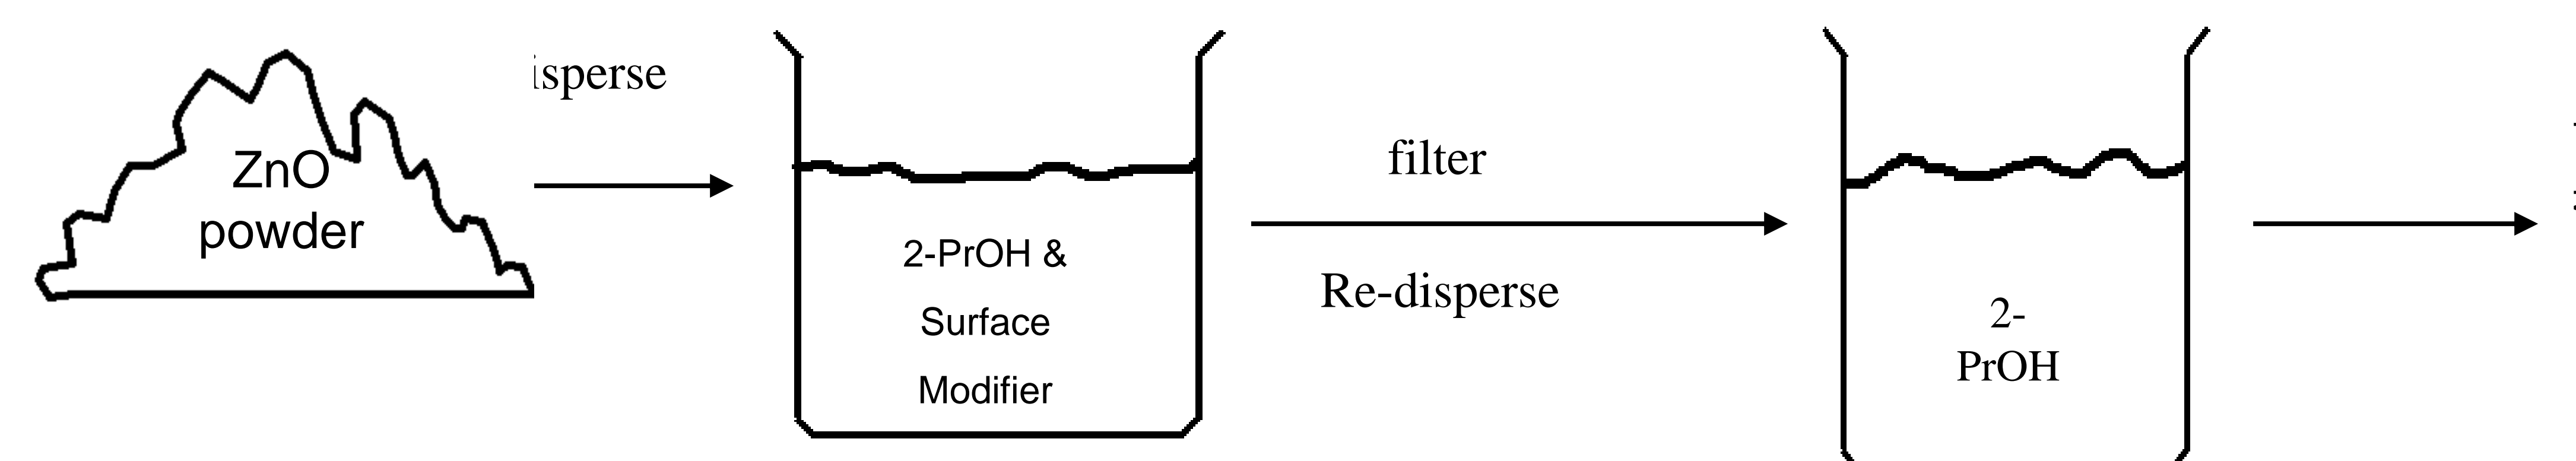 ZnO
powder
isperse
2-PrOH &
Surface
Modifier
filter
Re-disperse
2-
PrOH